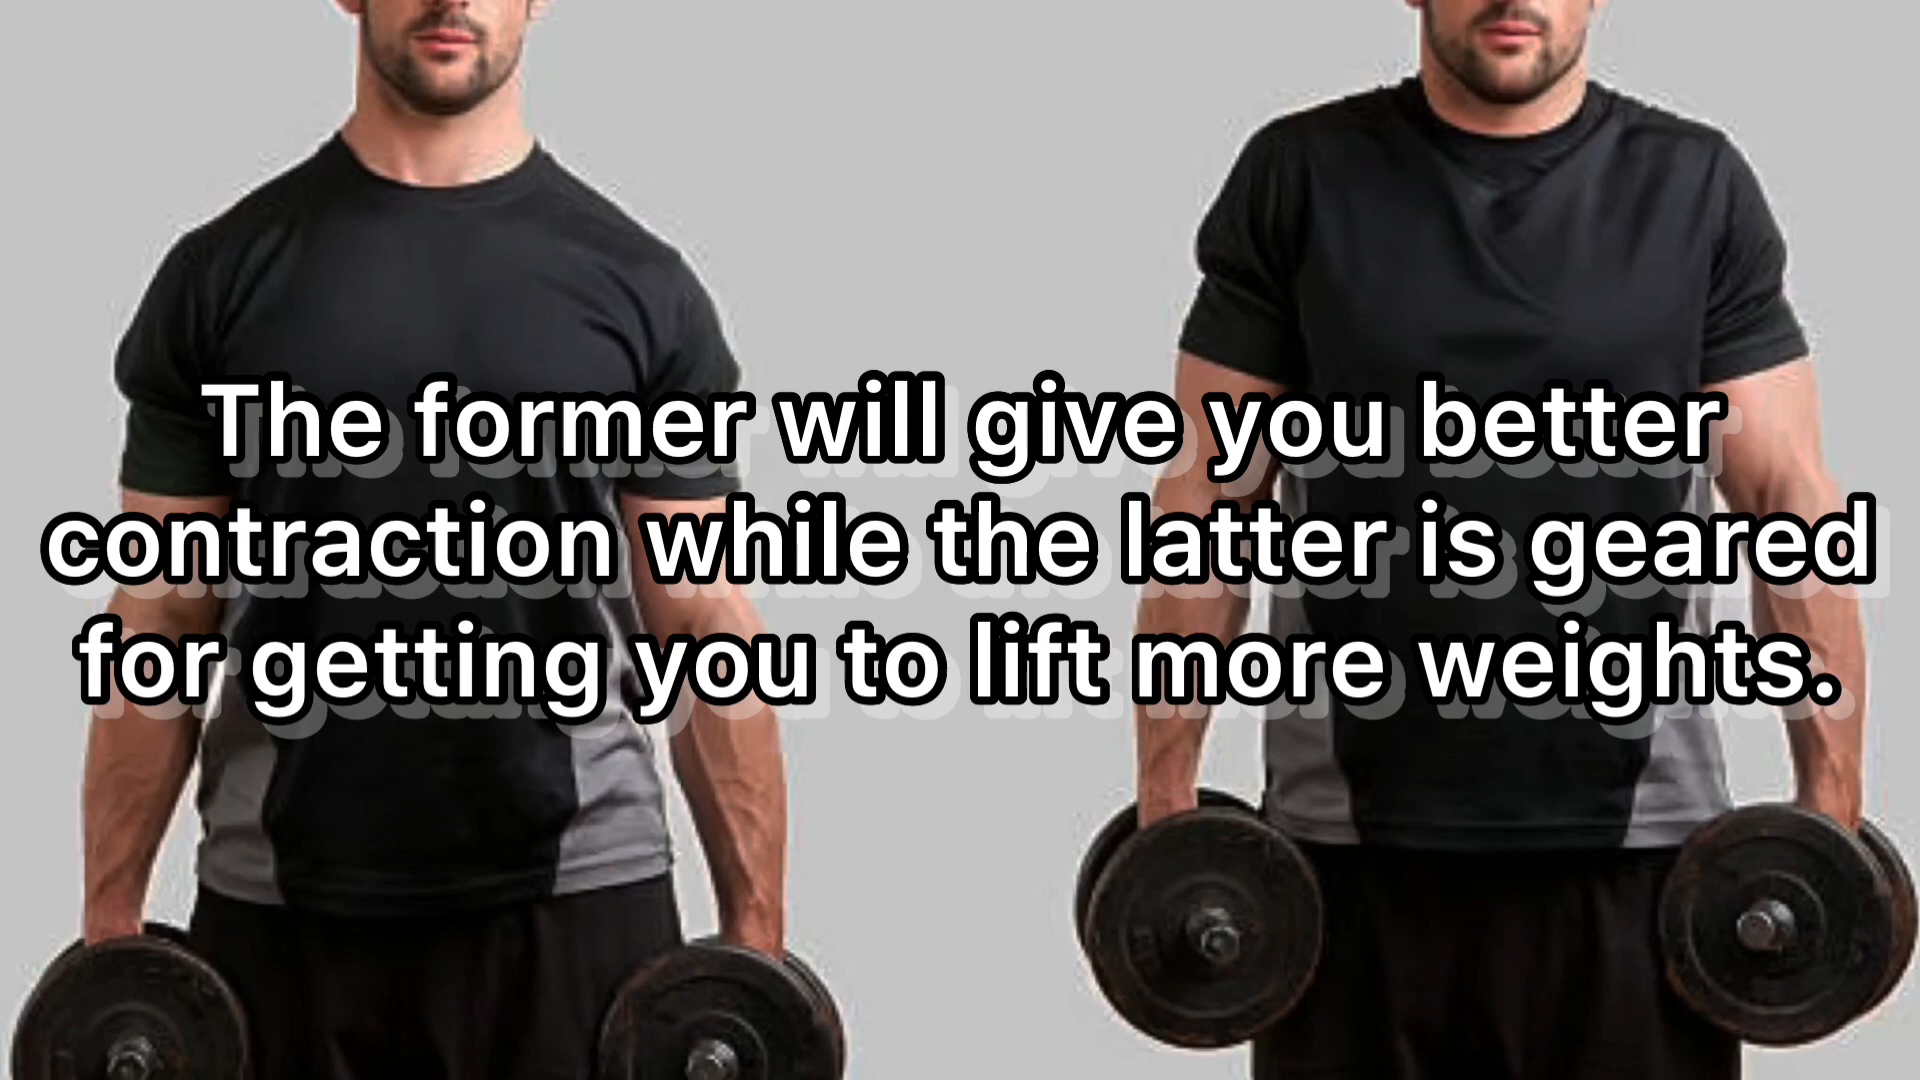 The former will give you better
contraction while the latter is geared
for getting you to lift more weights.